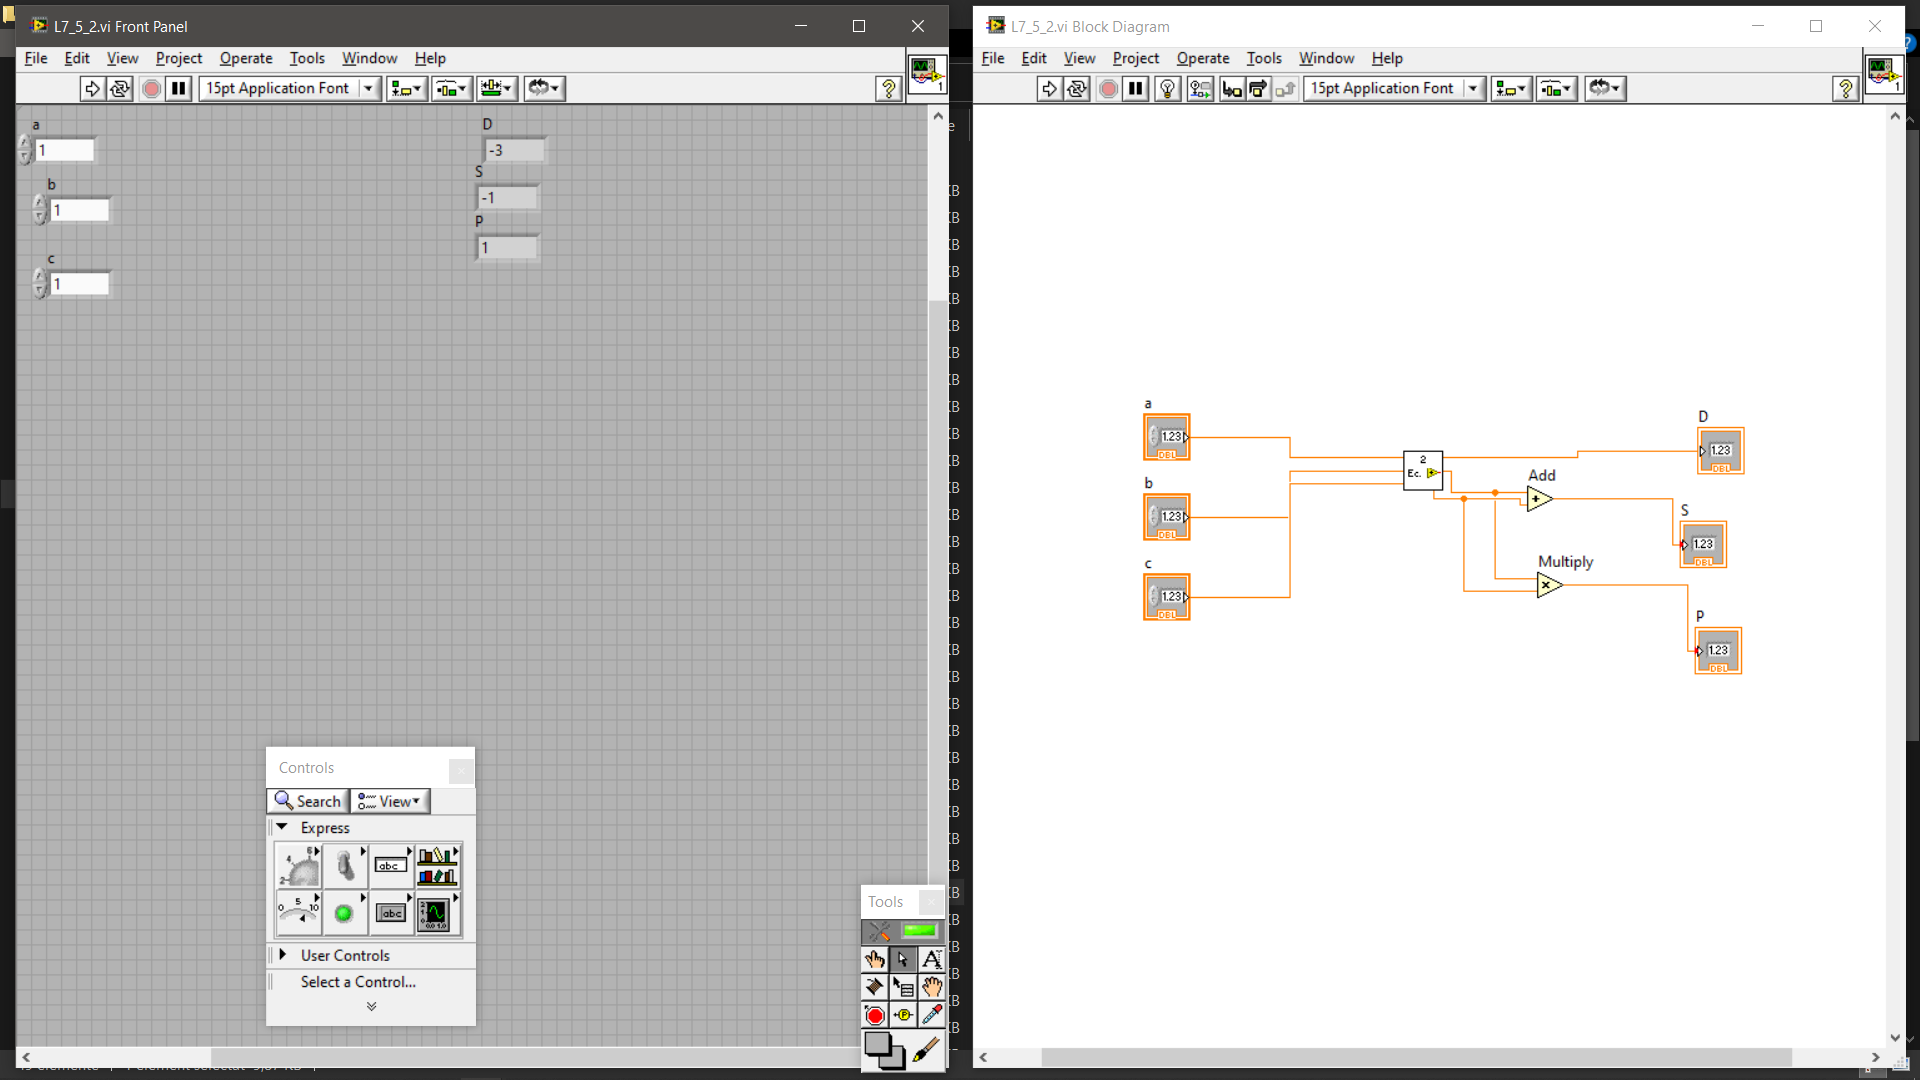 L7_5_2.vi Front Panel
File Edit View Project Operate Tools Window Help
15pt Application Font
1
a
1
b
1
c
1
D
-3
S
-1
P
1
Controls
Search View
Express
abc
abc
User Controls
Select a Control...
Tools
L7_5_2.vi Block Diagram
File Edit View Project Operate Tools Window Help
15pt Application Font
1
a
1.23
DBL
b
1.23
DBL
c
1.23
DBL
2
Ec.
Add
Multiply
D
1.23
DBL
S
1.23
DBL
P
1.23
DBL